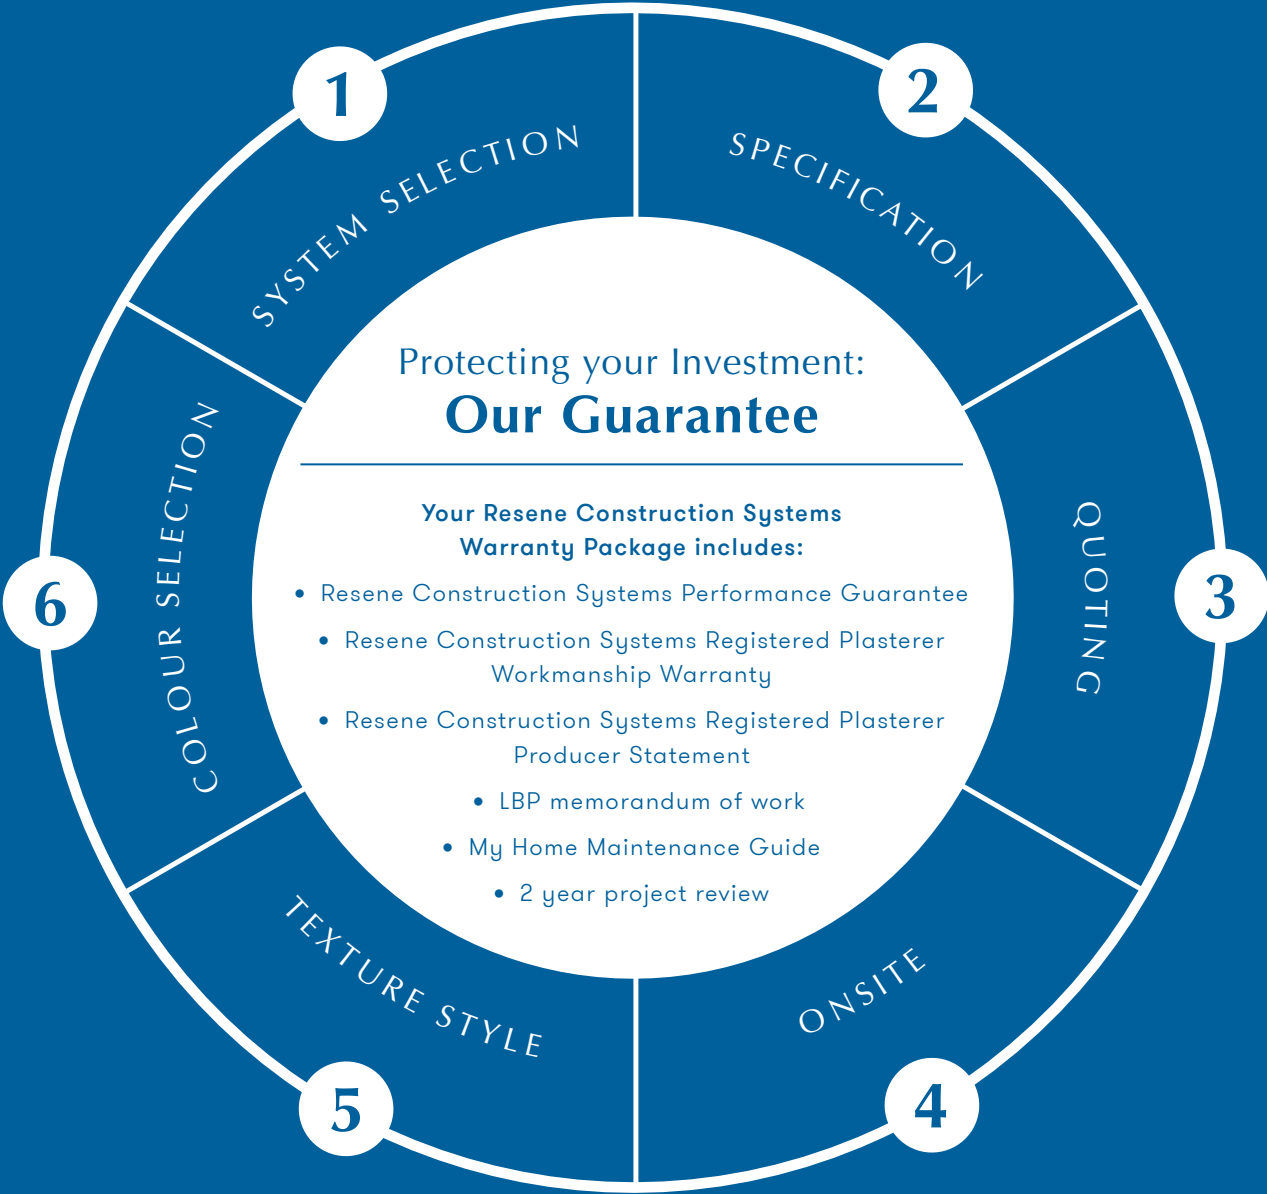 1
SYSTEM SELECTION
2
SPECIFICATION
3
QUOTING
4
ONSITE
5
TEXTURE STYLE
6
COLOUR SELECTION
Protecting your Investment:
Our Guarantee
Your Resene Construction Systems
Warranty Package includes:
• Resene Construction Systems Performance Guarantee
• Resene Construction Systems Registered Plasterer
Workmanship Warranty
• Resene Construction Systems Registered Plasterer
Producer Statement
• LBP memorandum of work
• My Home Maintenance Guide
• 2 year project review